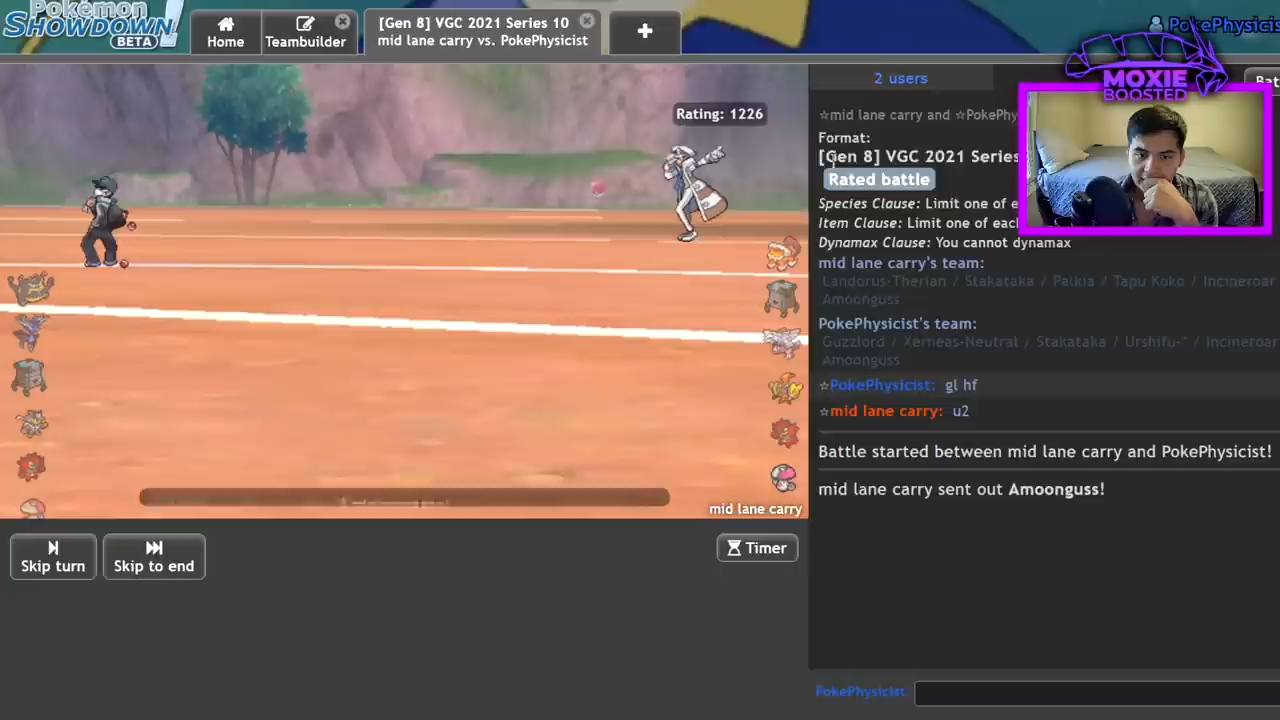 Pokémon
SHOWDOWN!
BETA
Home
Teambuilder
[Gen 8] VGC 2021 Series 10
mid lane carry vs. PokePhysicist
+
PokePhysicis
Rating: 1226
2 users
Bat
MOXIE
BOOSTED
☆mid lane carry and ☆PokePhy
Format:
[Gen 8] VGC 2021 Series
Rated battle
Species Clause: Limit one of e
Item Clause: Limit one of each
Dynamax Clause: You cannot dynamax
mid lane carry's team:
Landorus-Therian / Stakataka / Palkia / Tapu Koko / Incineroar
Amoonguss
PokePhysicist's team:
Guzzlord / Xerneas-Neutral / Stakataka / Urshifu-* / Incineroar
Amoonguss
☆PokePhysicist: gl hf
☆mid lane carry: u2
Battle started between mid lane carry and PokePhysicist!
mid lane carry sent out Amoonguss!
mid lane carry
Skip turn
Skip to end
Timer
PokePhysicist: